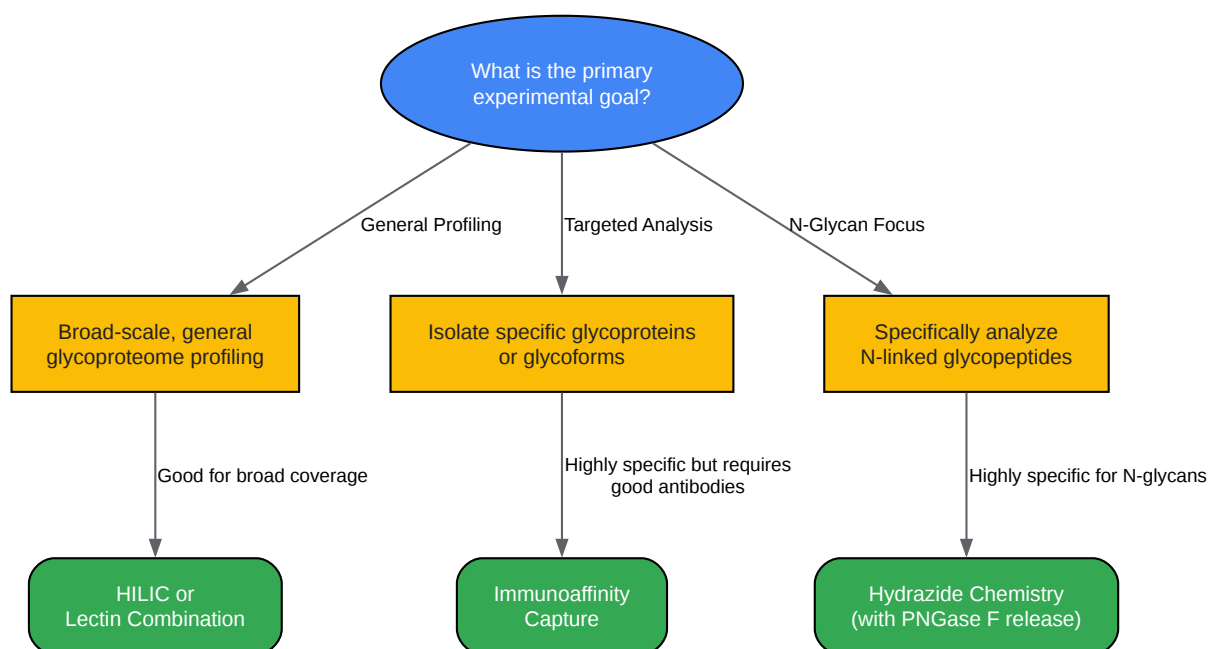 What is the primary
experimental goal?
General Profiling
Targeted Analysis
N-Glycan Focus
Broad-scale, general
glycoproteome profiling
Isolate specific glycoproteins
or glycoforms
Specifically analyze
N-linked glycopeptides
Good for broad coverage
Highly specific but requires
good antibodies
Highly specific for N-glycans
HILIC or
Lectin Combination
Immunoaffinity
Capture
Hydrazide Chemistry
(with PNGase F release)